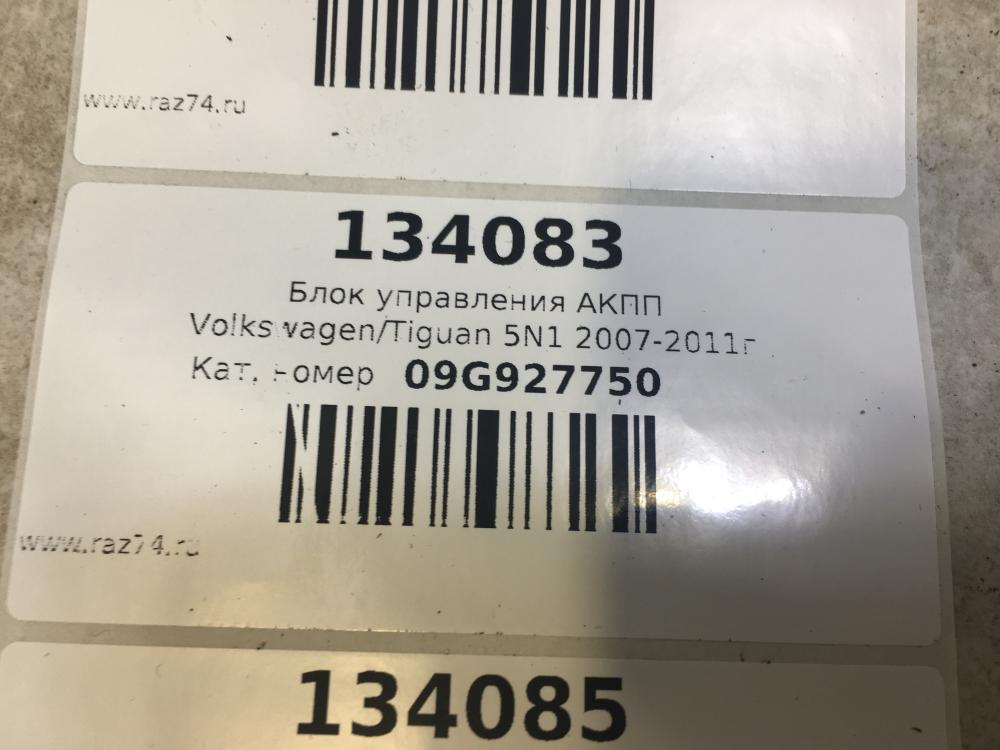 www.raz74.ru
134083
Блок управления АКПП
Volkswagen/Tiguan 5N1 2007-2011г
Кат. номер 09G927750
www.raz74.ru
134085